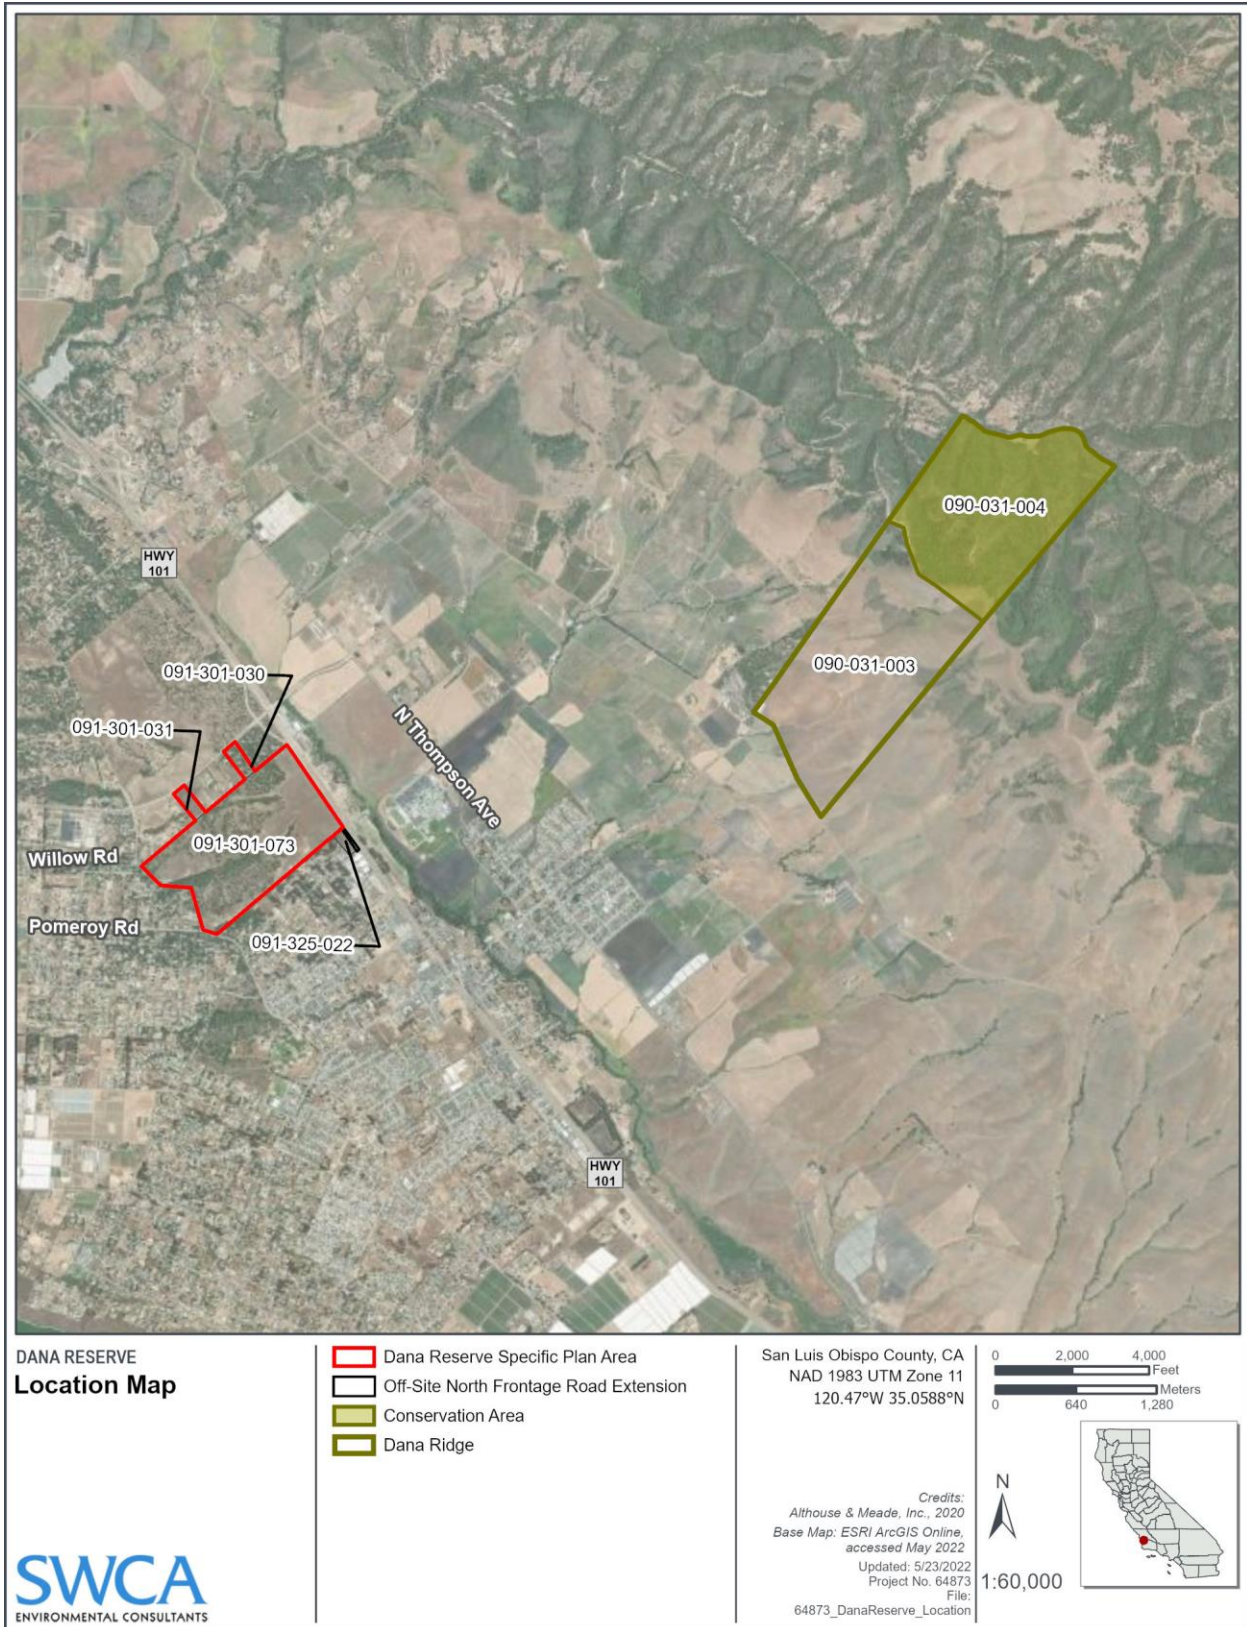 090-031-004
HWY
101
090-031-003
091-301-030
091-301-031
N Thompson Ave
091-301-073
Willow Rd
Pomeroy Rd
091-325-022
HWY
101
DANA RESERVE
Location Map
SWCA
ENVIRONMENTAL CONSULTANTS
Dana Reserve Specific Plan Area
Off-Site North Frontage Road Extension
Conservation Area
Dana Ridge
San Luis Obispo County, CA
NAD 1983 UTM Zone 11
120.47°W 35.0588°N
Credits:
Althouse & Meade, Inc., 2020
Base Map: ESRI ArcGIS Online,
accessed May 2022
Updated: 5/23/2022
Project No. 64873
File:
64873_DanaReserve_Location
0 2,000 4,000
Feet
Meters
0 640 1,280
N
1:60,000